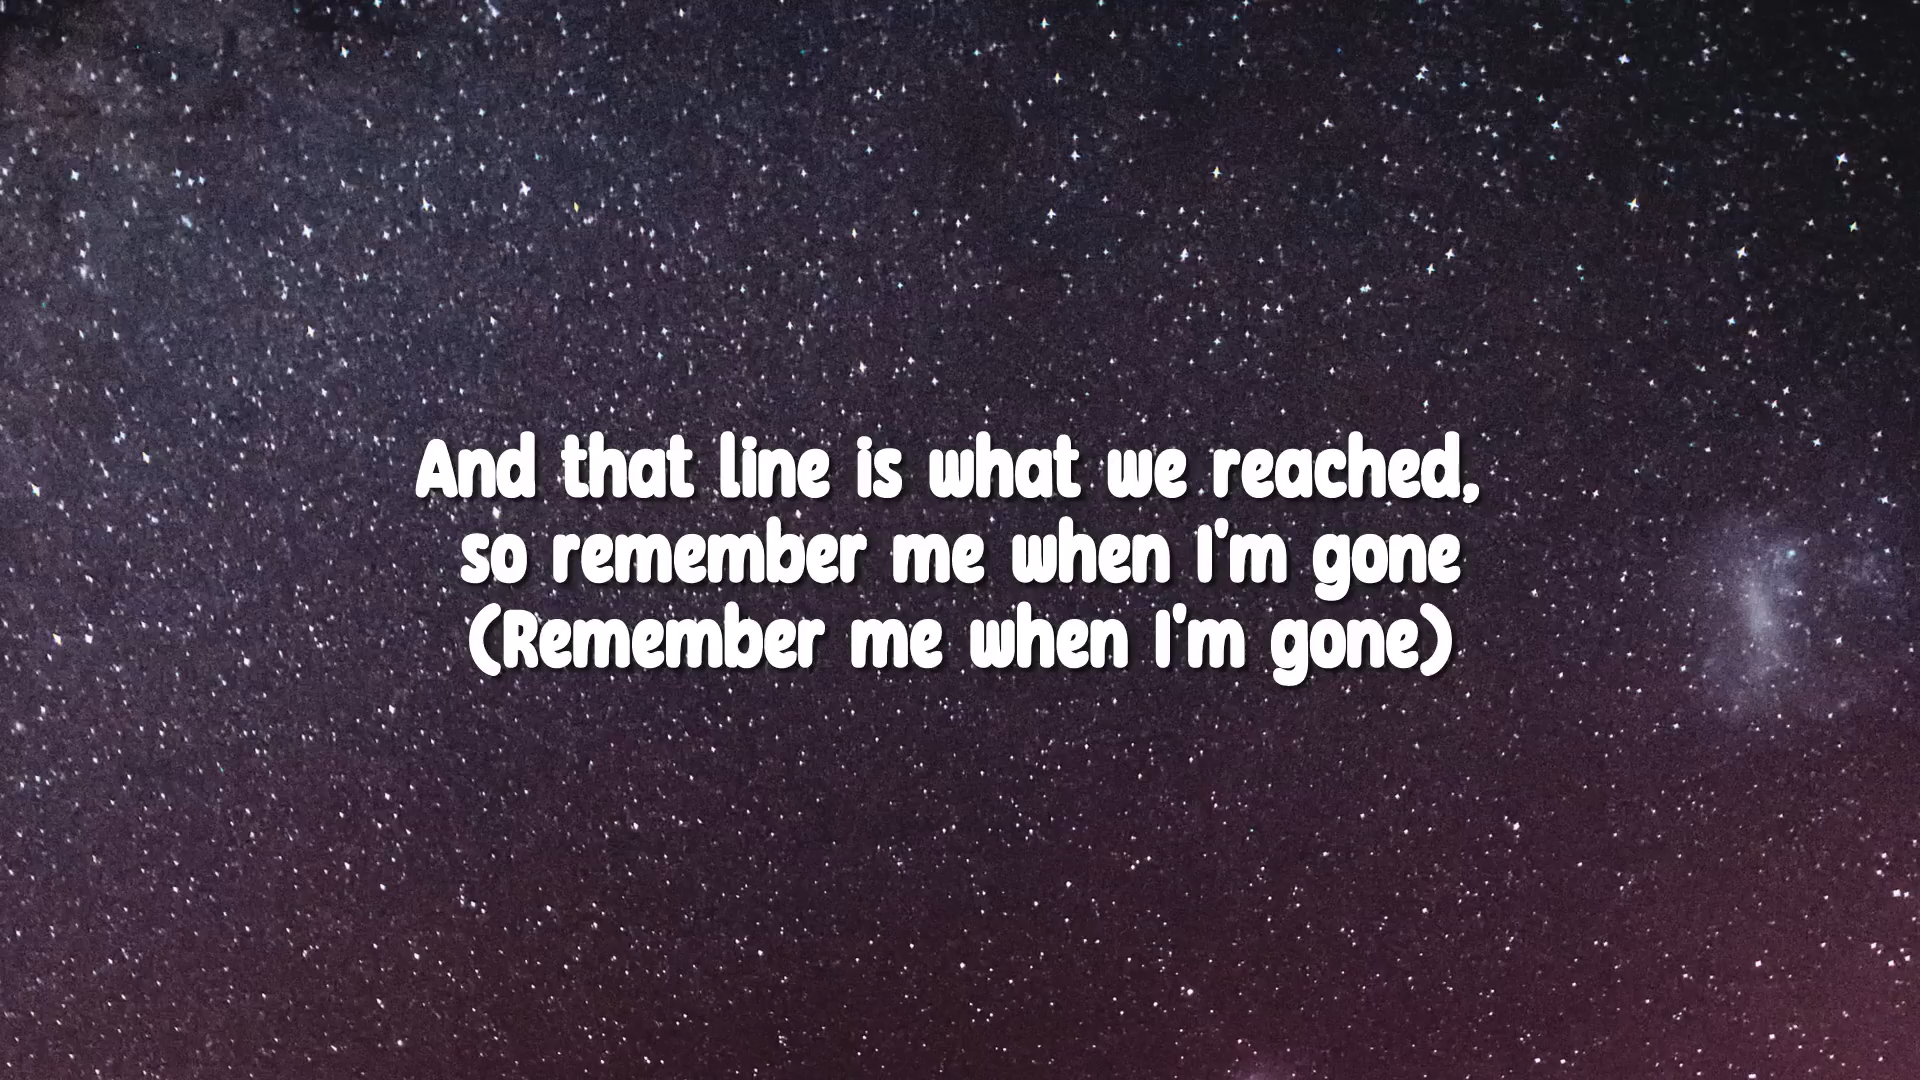 And that line is what we reached,
so remember me when I'm gone
(Remember me when I'm gone)